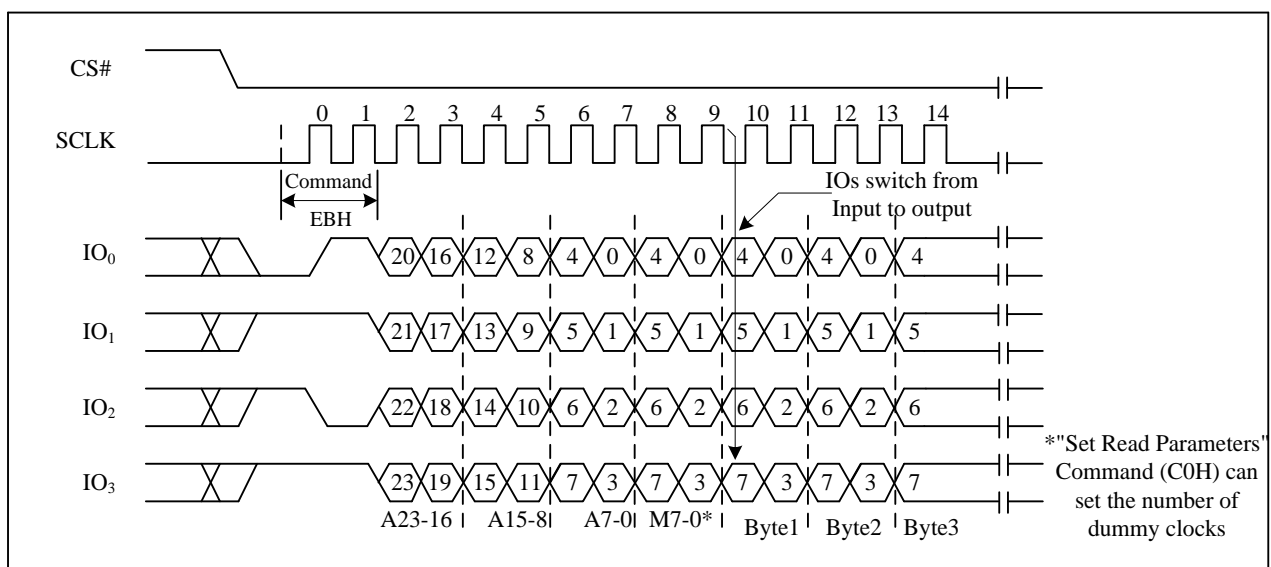 CS#
0 1 2 3 4 5 6 7 8 9 10 11 12 13 14
SCLK
Command
EBH
IOs switch from
Input to output
IO₀ 20 16 12 8 4 0 4 0 4 0 4 0 4
IO₁ 21 17 13 9 5 1 5 1 5 1 5 1 5
IO₂ 22 18 14 10 6 2 6 2 6 2 6 2 6
IO₃ 23 19 15 11 7 3 7 3 7 3 7 3 7
A23-16 A15-8 A7-0 M7-0* Byte1 Byte2 Byte3
*"Set Read Parameters"
Command (C0H) can
set the number of
dummy clocks